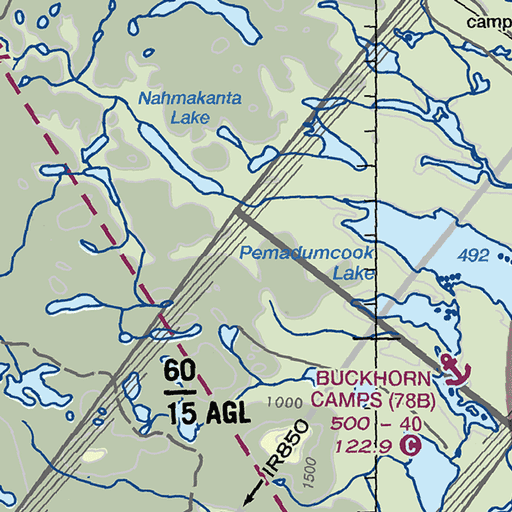 camp
Nahmakanta
Lake
Pemadumcook
Lake
492
60
15 AGL
BUCKHORN
CAMPS (78B)
500 - 40
122.9 C
1000
IR850
1500